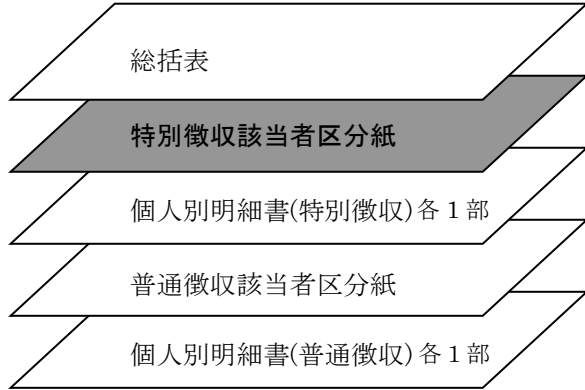 総括表
特別徴収該当者区分紙
個人別明細書(特別徴収)各１部
普通徴収該当者区分紙
個人別明細書(普通徴収)各１部